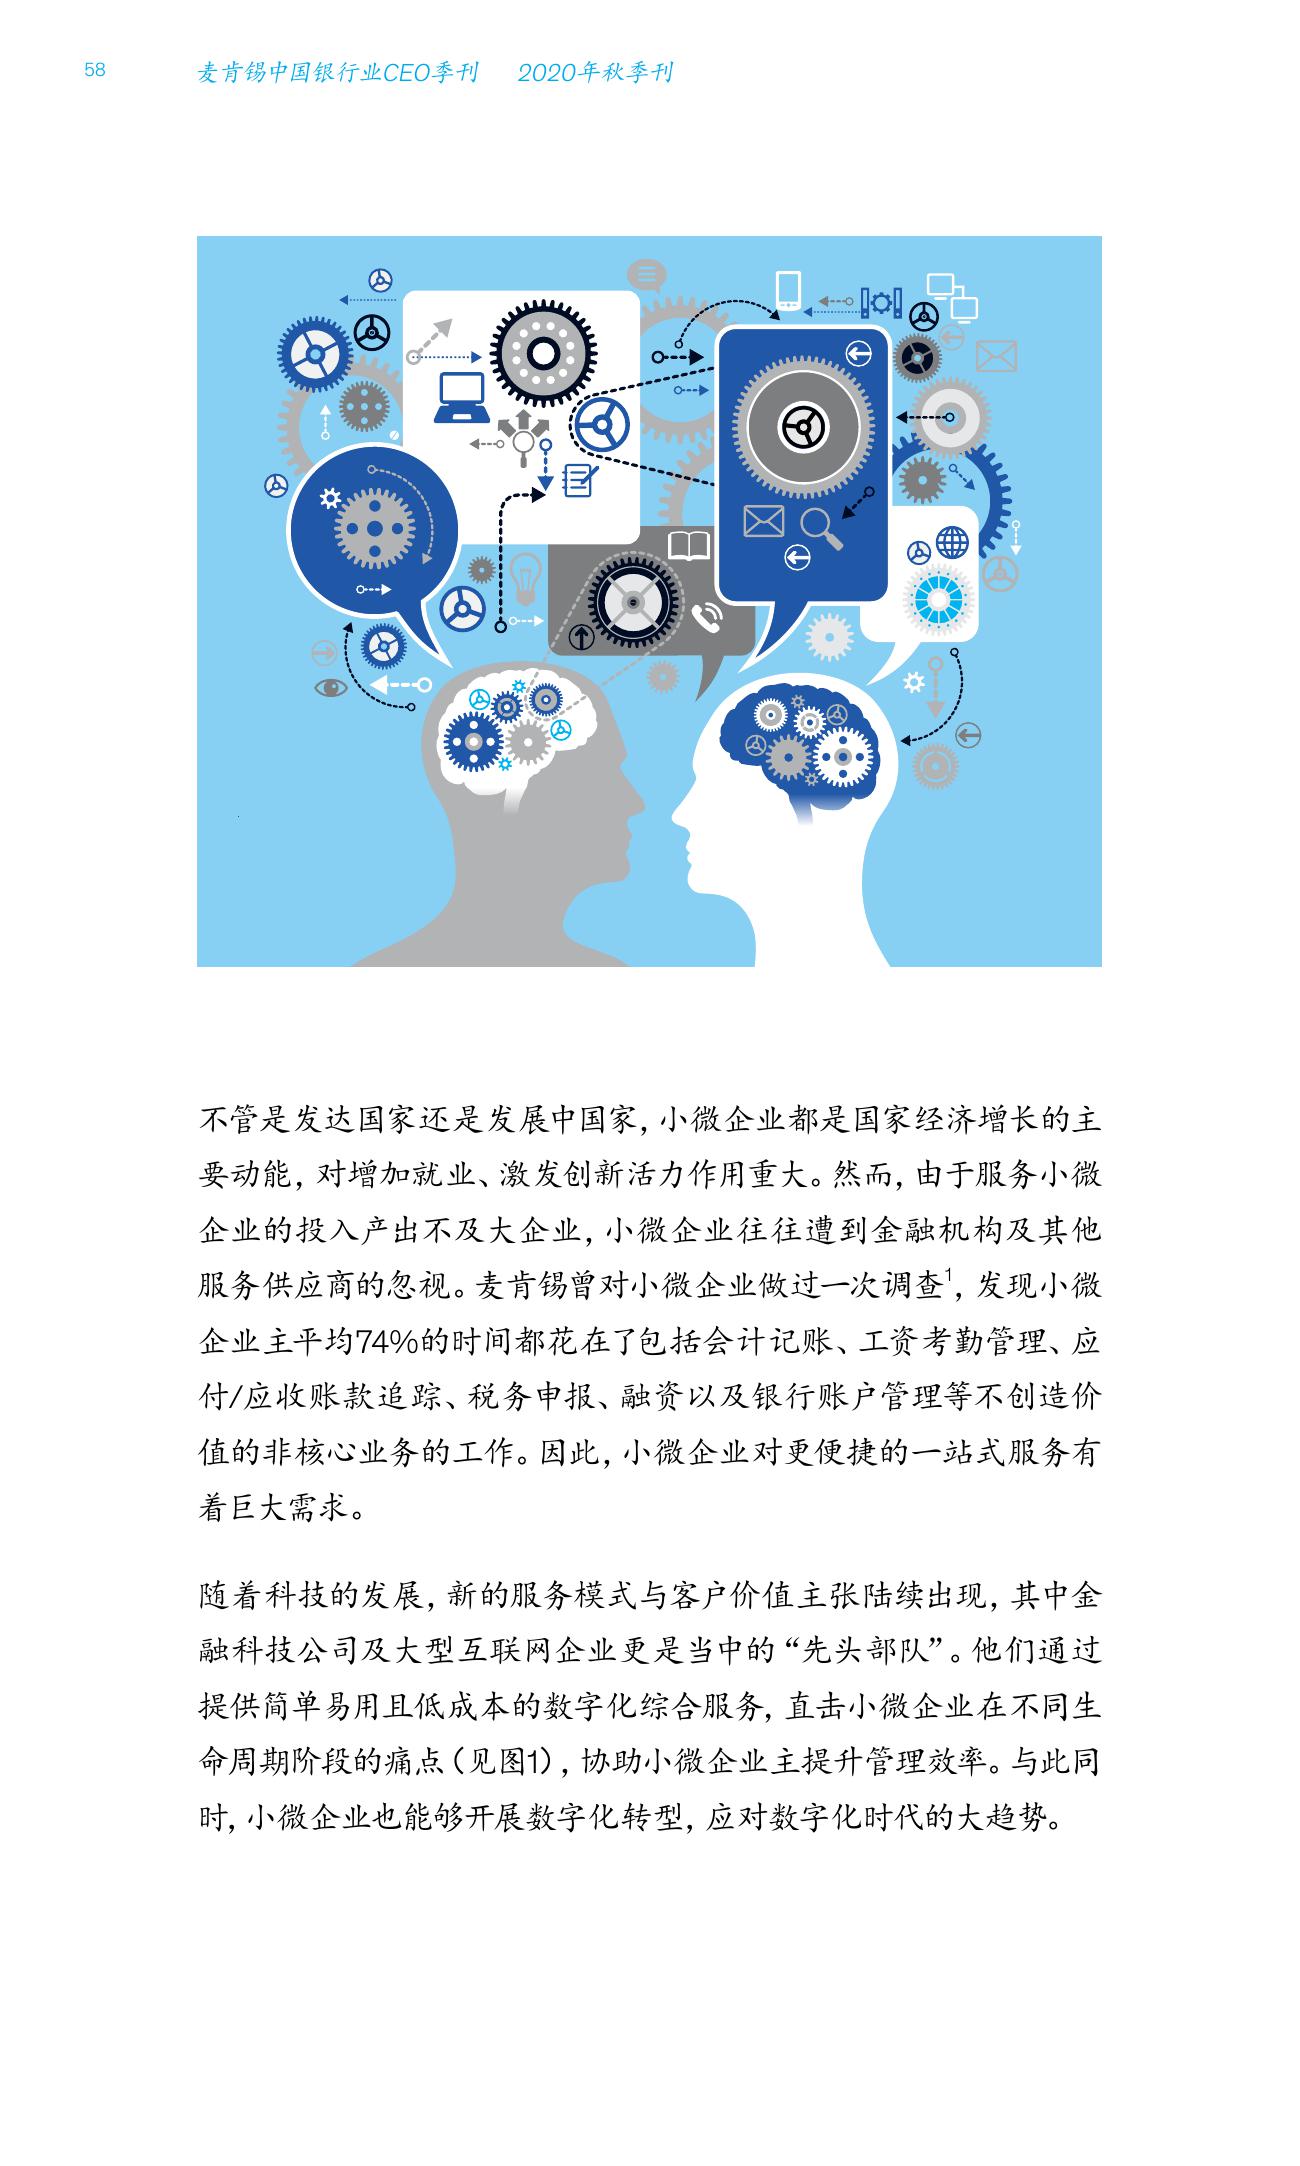 58
麦肯锡中国银行业CEO季刊 2020年秋季刊
不管是发达国家还是发展中国家，小微企业都是国家经济增长的主
要动能，对增加就业、激发创新活力作用重大。然而，由于服务小微
企业的投入产出不及大企业，小微企业往往遭到金融机构及其他
服务供应商的忽视。麦肯锡曾对小微企业做过一次调查1，发现小微
企业主平均74%的时间都花在了包括会计记账、工资考勤管理、应
付/应收账款追踪、税务申报、融资以及银行账户管理等不创造价
值的非核心业务的工作。因此，小微企业对更便捷的一站式服务有
着巨大需求。
随着科技的发展，新的服务模式与客户价值主张陆续出现，其中金
融科技公司及大型互联网企业更是当中的“先头部队”。他们通过
提供简单易用且低成本的数字化综合服务，直击小微企业在不同生
命周期阶段的痛点（见图1），协助小微企业主提升管理效率。与此同
时，小微企业也能够开展数字化转型，应对数字化时代的大趋势。